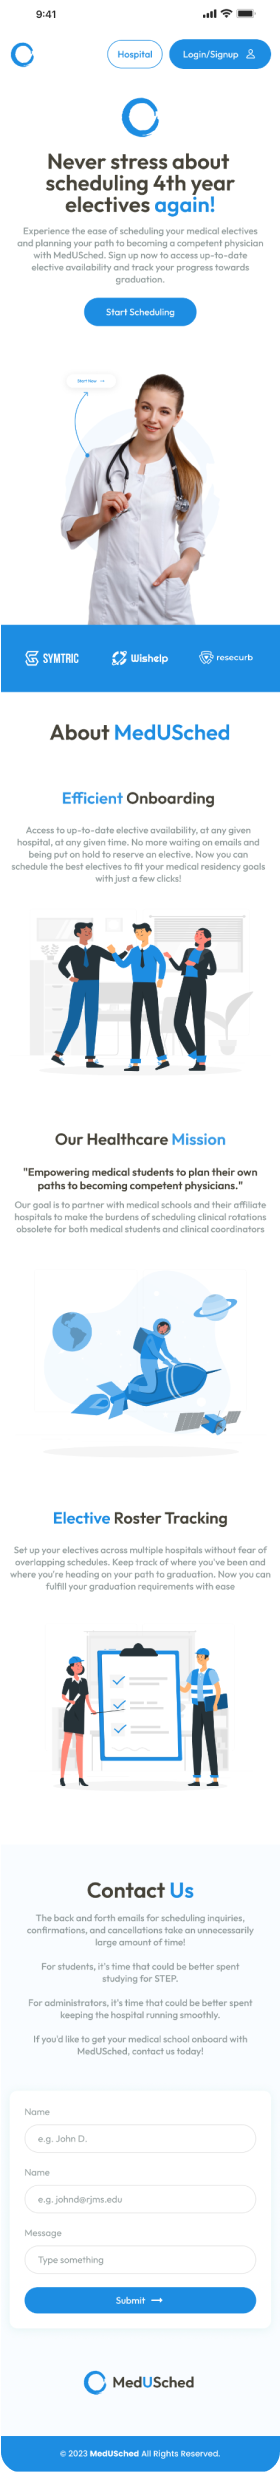 9:41
Hospital
Login/Signup
Never stress about
scheduling 4th year
electives again!
Experience the ease of scheduling your medical electives
and planning your path to becoming a competent physician
with MedUSched. Sign up now to access up-to-date
elective availability and track your progress towards
graduation.
Start Scheduling
Start Now →
SYMTRIC
Wishelp
resecurb
About MedUSched
Efficient Onboarding
Access to up-to-date elective availability, at any given
hospital, at any given time. No more waiting on emails and
being put on hold to reserve an elective. Now you can
schedule the best electives to fit your medical residency goals
with just a few clicks!
Our Healthcare Mission
"Empowering medical students to plan their own
paths to becoming competent physicians."
Our goal is to partner with medical schools and their affiliate
hospitals to make the burdens of scheduling clinical rotations
obsolete for both medical students and clinical coordinators
Elective Roster Tracking
Set up your electives across multiple hospitals without fear of
overlapping schedules. Keep track of where you've been and
where you're heading on your path to graduation. Now you can
fulfill your graduation requirements with ease
Contact Us
The back and forth emails for scheduling inquiries,
confirmations, and cancellations take an unnecessarily
large amount of time!
For students, it's time that could be better spent
studying for STEP.
For administrators, it's time that could be better spent
keeping the hospital running smoothly.
If you'd like to get your medical school onboard with
MedUSched, contact us today!
Name
e.g. John D.
Name
e.g. johnd@rjms.edu
Message
Type something
Submit →
MedUSched
© 2023 MedUSched All Rights Reserved.